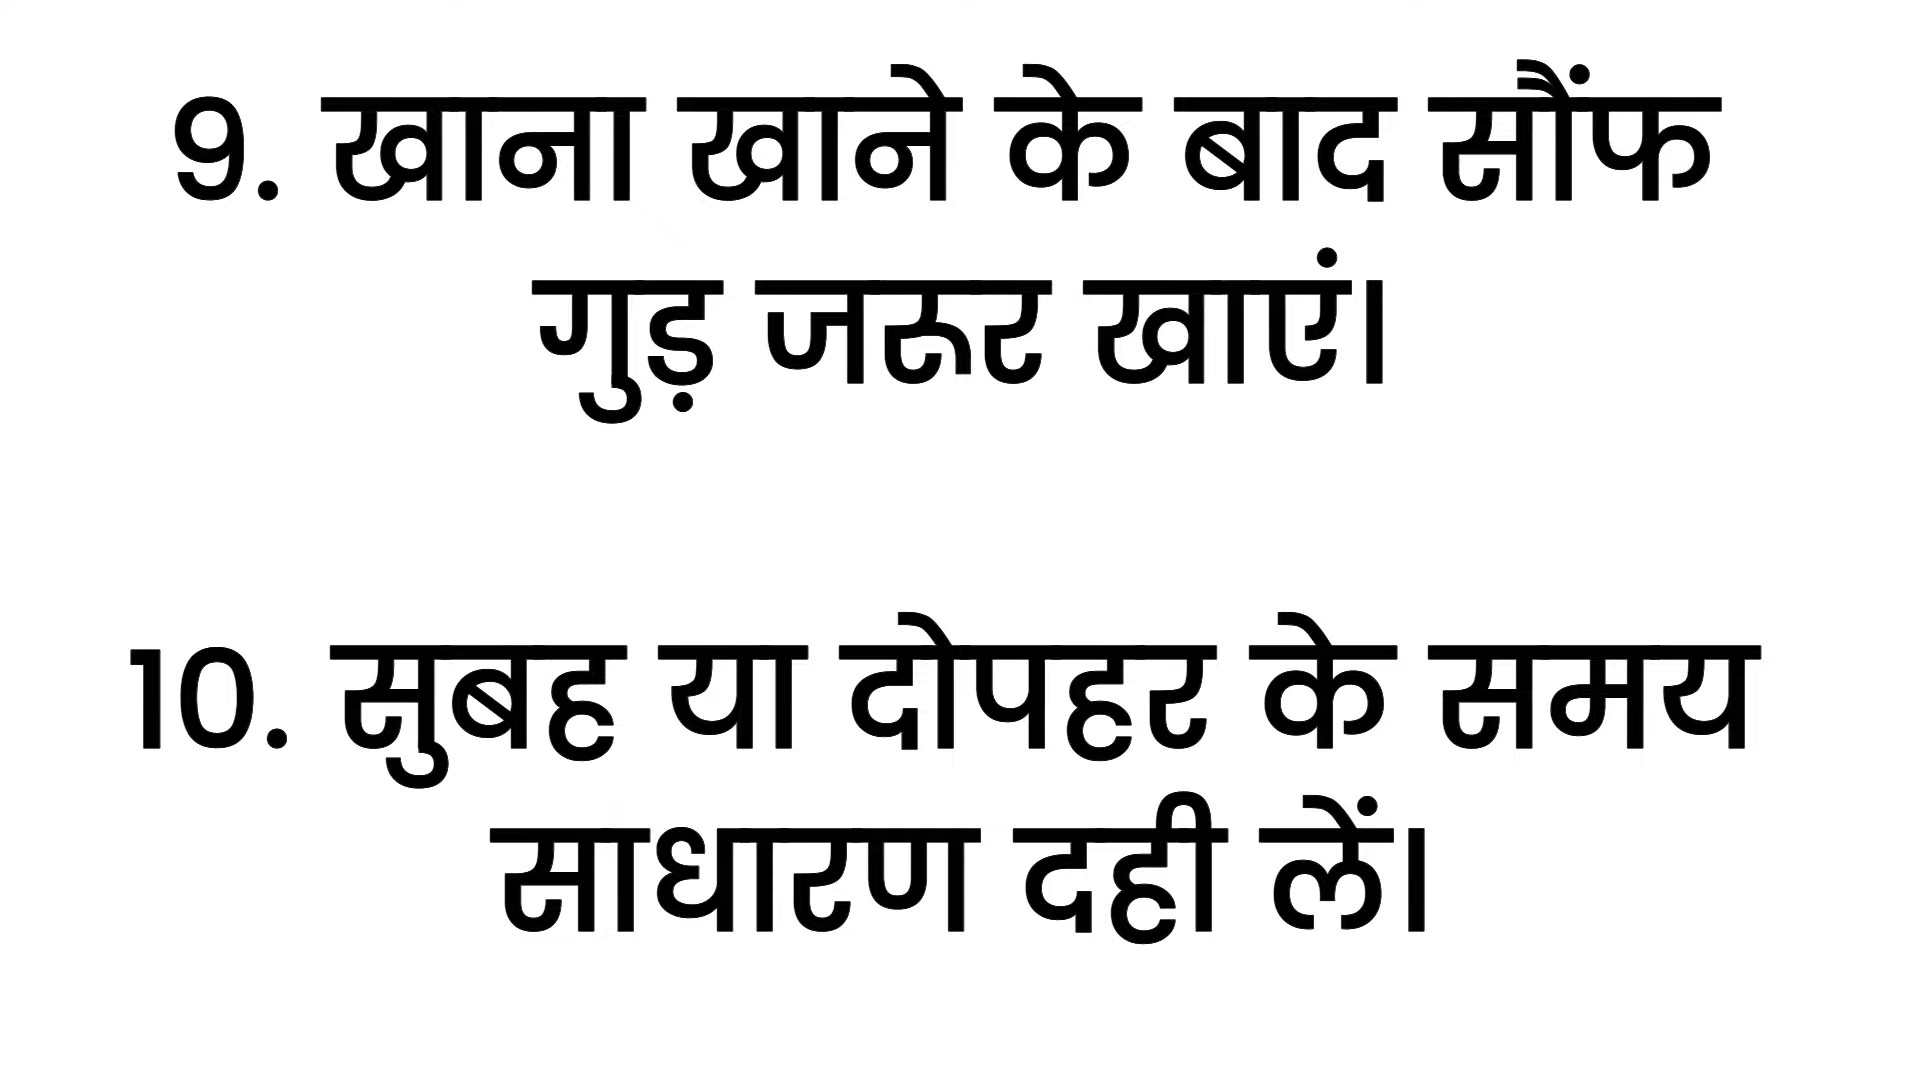 9. खाना खाने के बाद सौंफ
गुड़ जरूर खाएं।
10. सुबह या दोपहर के समय
साधारण दही लें।